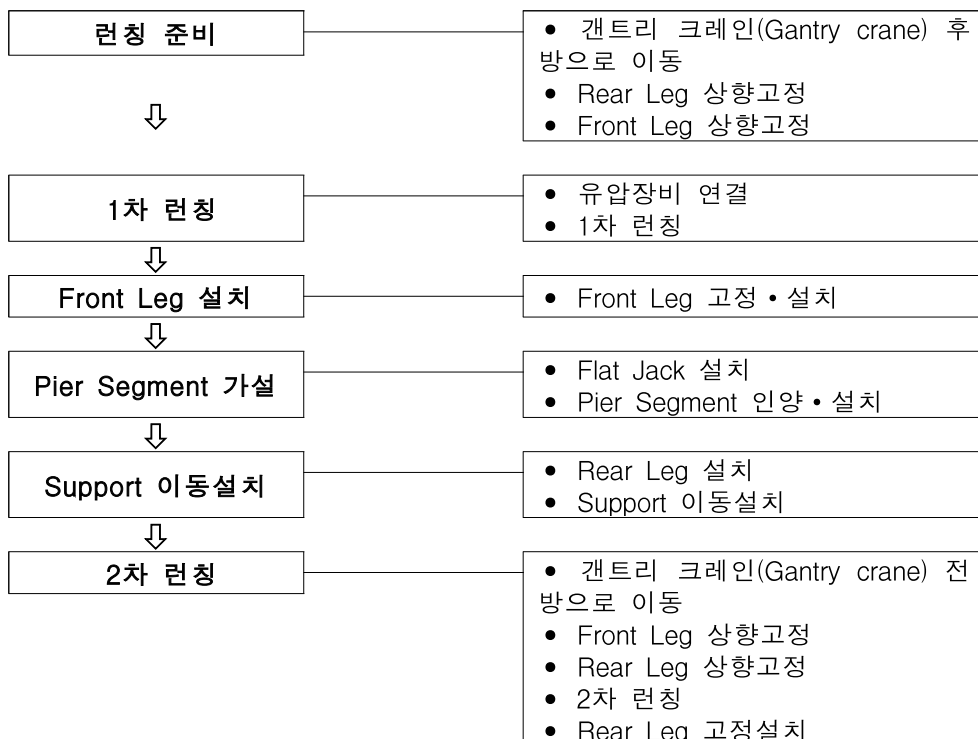 런칭 준비
• 갠트리 크레인(Gantry crane) 후
방으로 이동
• Rear Leg 상향고정
• Front Leg 상향고정
1차 런칭
• 유압장비 연결
• 1차 런칭
Front Leg 설치
• Front Leg 고정・설치
Pier Segment 가설
• Flat Jack 설치
• Pier Segment 인양・설치
Support 이동설치
• Rear Leg 설치
• Support 이동설치
2차 런칭
• 갠트리 크레인(Gantry crane) 전
방으로 이동
• Front Leg 상향고정
• Rear Leg 상향고정
• 2차 런칭
• Rear Leg 고정설치